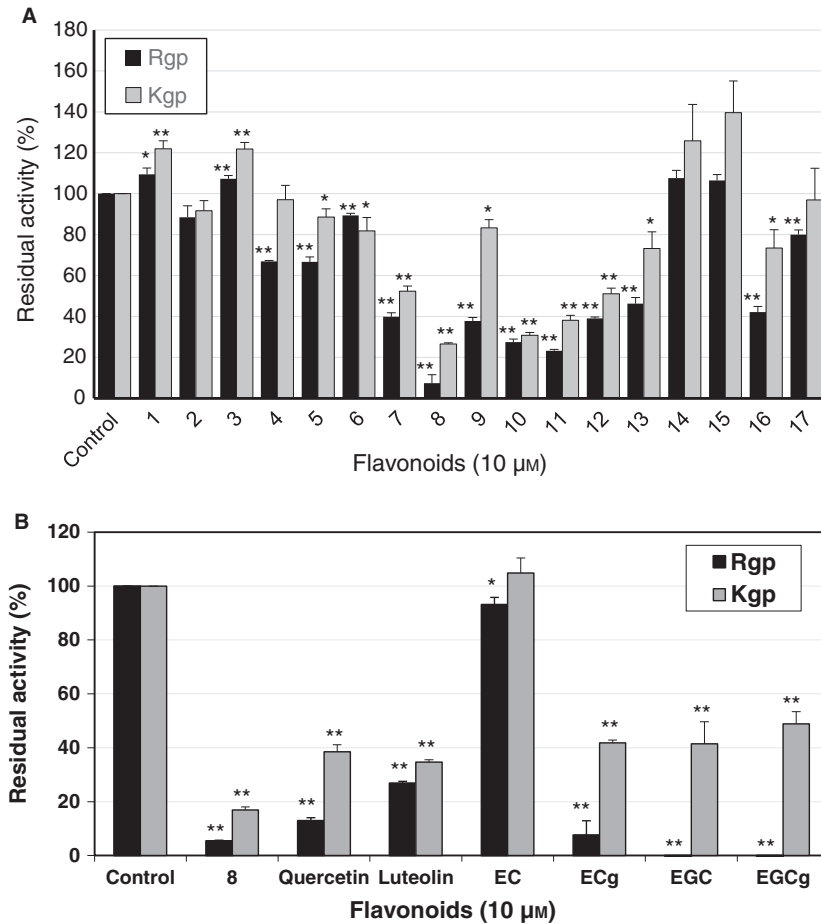 A
180
160
140
120
100
80
60
40
20
0
Residual activity (%)
Rgp
Kgp
* ** ** ** ** ** * ** * ** ** ** ** * ** ** ** ** ** ** ** ** ** * ** * **
Control 1 2 3 4 5 6 7 8 9 10 11 12 13 14 15 16 17
Flavonoids (10 µM)
B
120
100
80
60
40
20
0
Residual activity (%)
Rgp
Kgp
** ** ** ** ** ** * ** ** ** ** ** **
Control 8 Quercetin Luteolin EC ECg EGC EGCg
Flavonoids (10 µM)